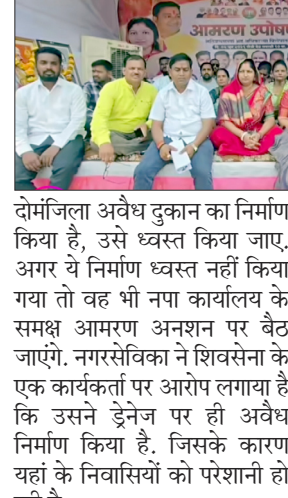 आमरण उपोषण
दोमंजिला अवैध दुकान का निर्माण
किया है, उसे ध्वस्त किया जाए.
अगर ये निर्माण ध्वस्त नहीं किया
गया तो वह भी नपा कार्यालय के
समक्ष आमरण अनशन पर बैठ
जाएंगे. नगरसेविका ने शिवसेना के
एक कार्यकर्ता पर आरोप लगाया है
कि उसने ड्रेनेज पर ही अवैध
निर्माण किया है. जिसके कारण
यहां के निवासियों को परेशानी हो